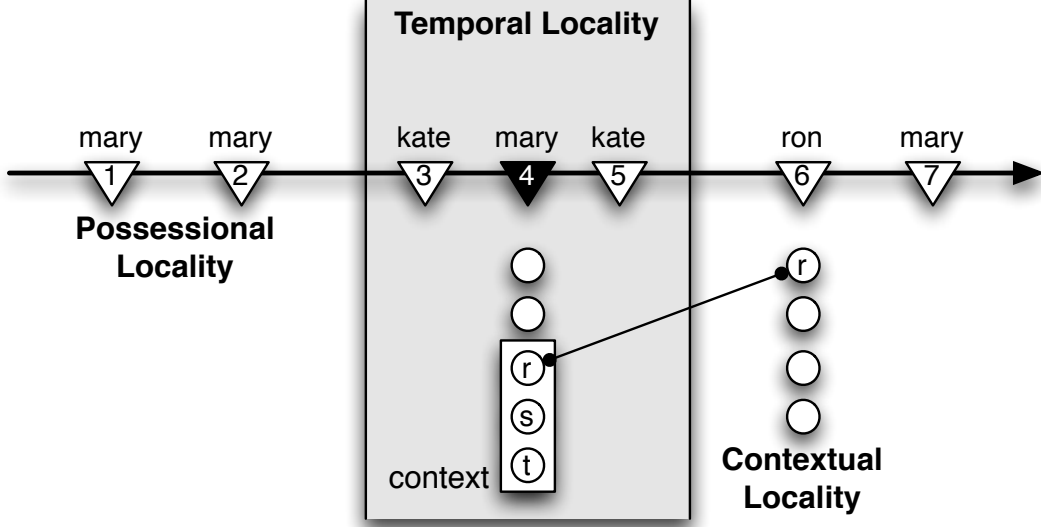 Temporal Locality
mary mary kate mary kate ron mary
1 2 3 4 5 6 7
Possessional
Locality
r
r
s
t
context
Contextual
Locality